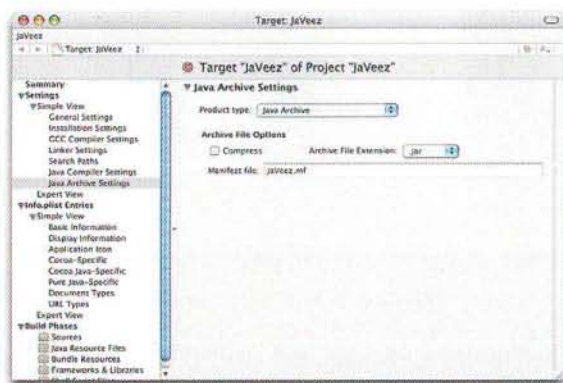 Target: JaVeez
JaVeez
Target: JaVeez
Target "JaVeez" of Project "JaVeez"
Summary
Settings
Simple View
General Settings
Installation Settings
GCC Compiler Settings
Linker Settings
Search Paths
Java Compiler Settings
Java Archive Settings
Expert View
Info.plist Entries
Simple View
Basic Information
Display Information
Application Icon
Cocoa-Specific
Cocoa Java-Specific
Pure Java-Specific
Document Types
URL Types
Expert View
Build Phases
Sources
Java Resource Files
Bundle Resources
Frameworks & Libraries
Java Archive Settings
Product type: Java Archive
Archive File Options
Compress
Archive File Extension: .jar
Manifest file: JaVeez.mf